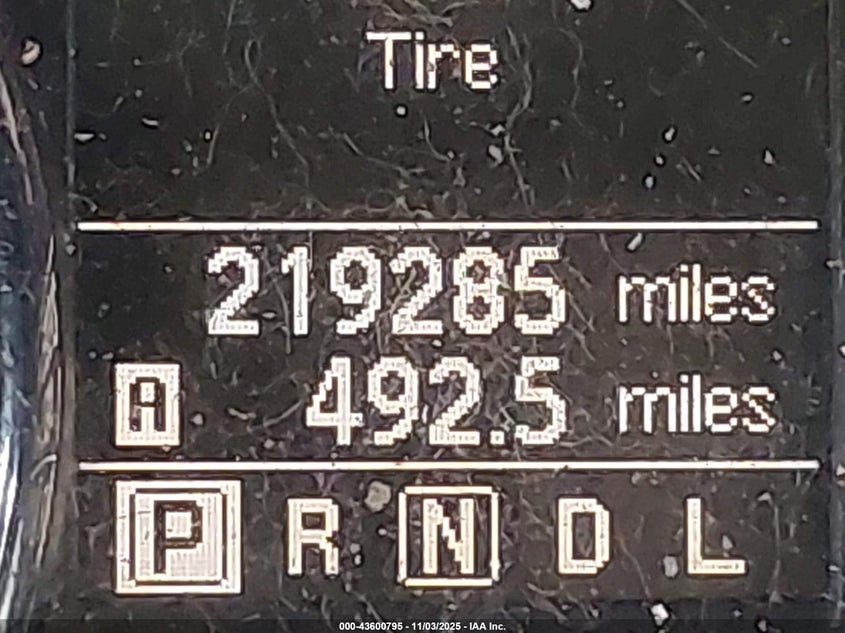 Tire
219285 miles
A 492.5 miles
P R N D L
000-43600795 - 11/03/2025 - IAA Inc.